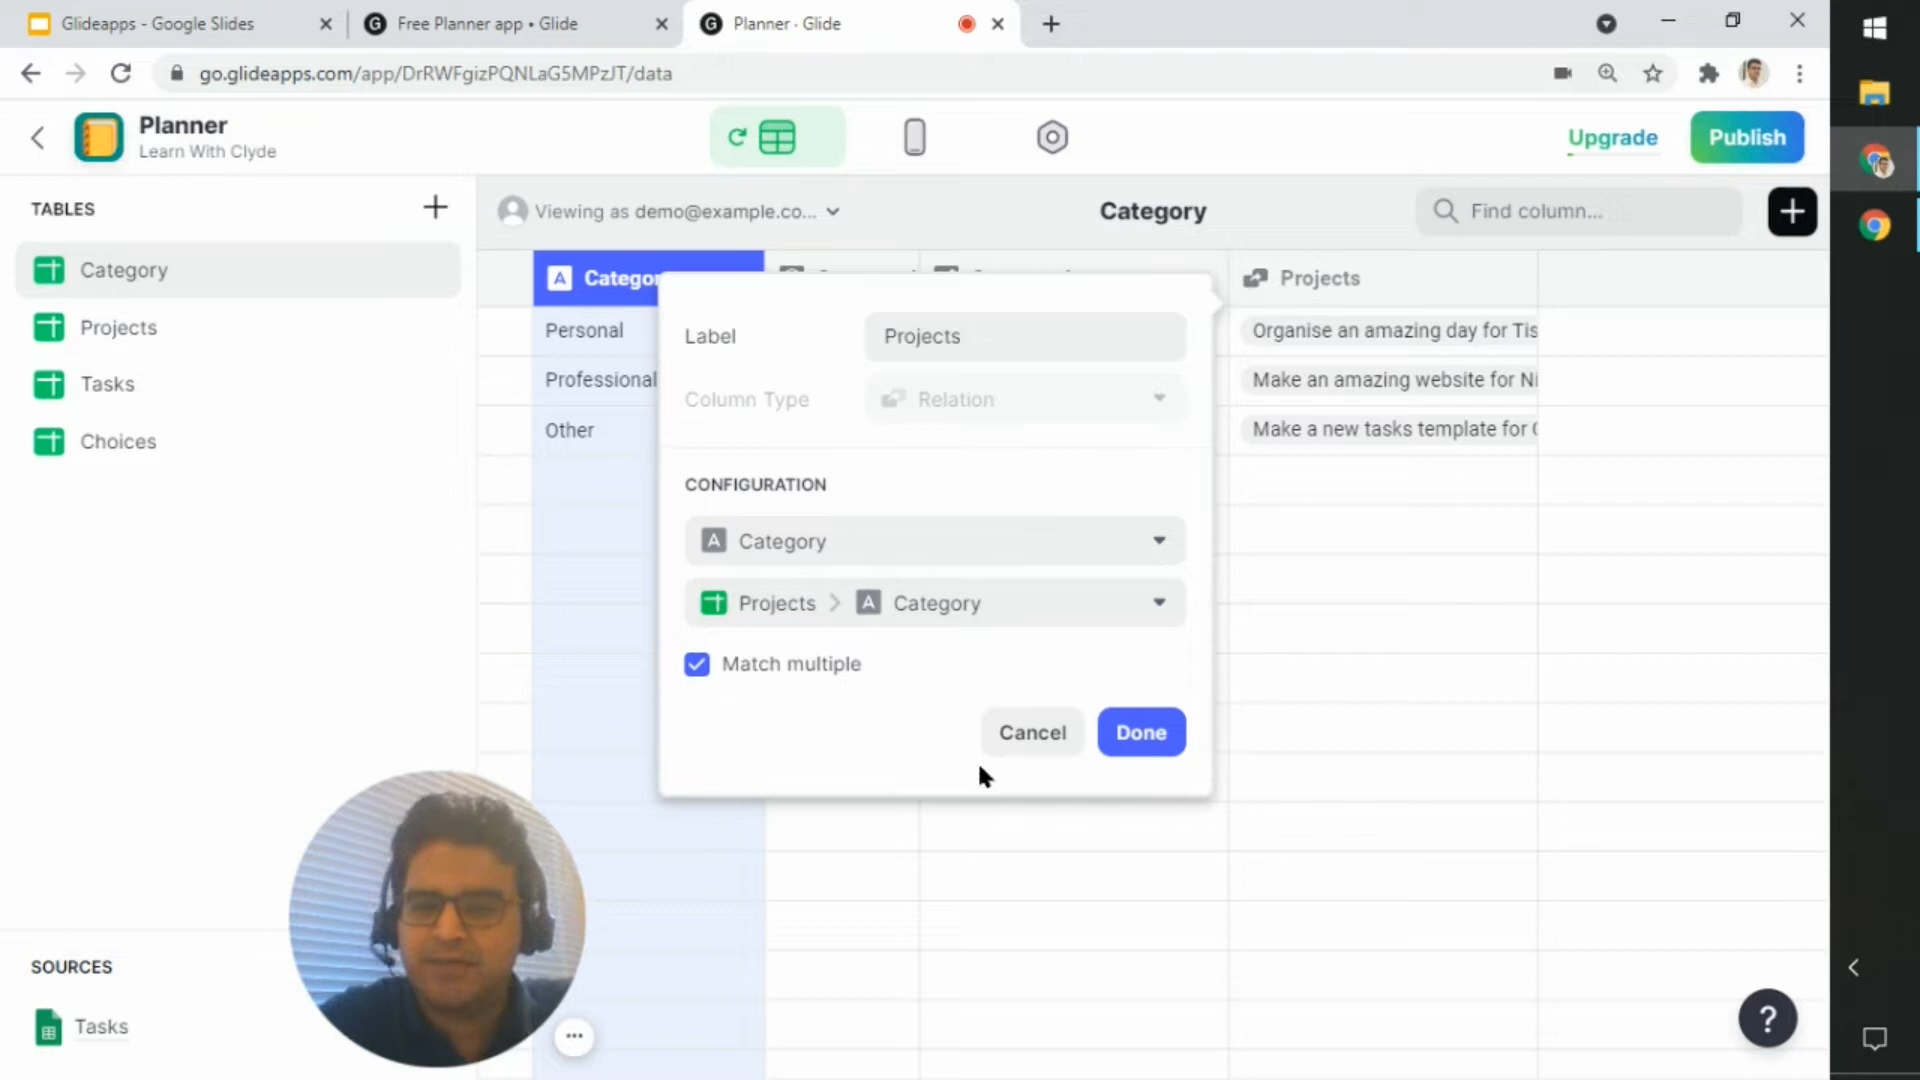 Glideapps - Google Slides
Free Planner app • Glide
Planner · Glide
go.glideapps.com/app/DrRWFgizPQNLaG5MPzJT/data
Planner
Learn With Clyde
Upgrade
Publish
TABLES
Viewing as demo@example.co...
Category
Find column...
Category
Projects
Tasks
Choices
Projects
Personal
Professional
Other
Organise an amazing day for Tis
Make an amazing website for Ni
Make a new tasks template for
Label
Projects
Column Type
Relation
CONFIGURATION
Category
Projects > Category
Match multiple
Cancel
Done
SOURCES
Tasks
?